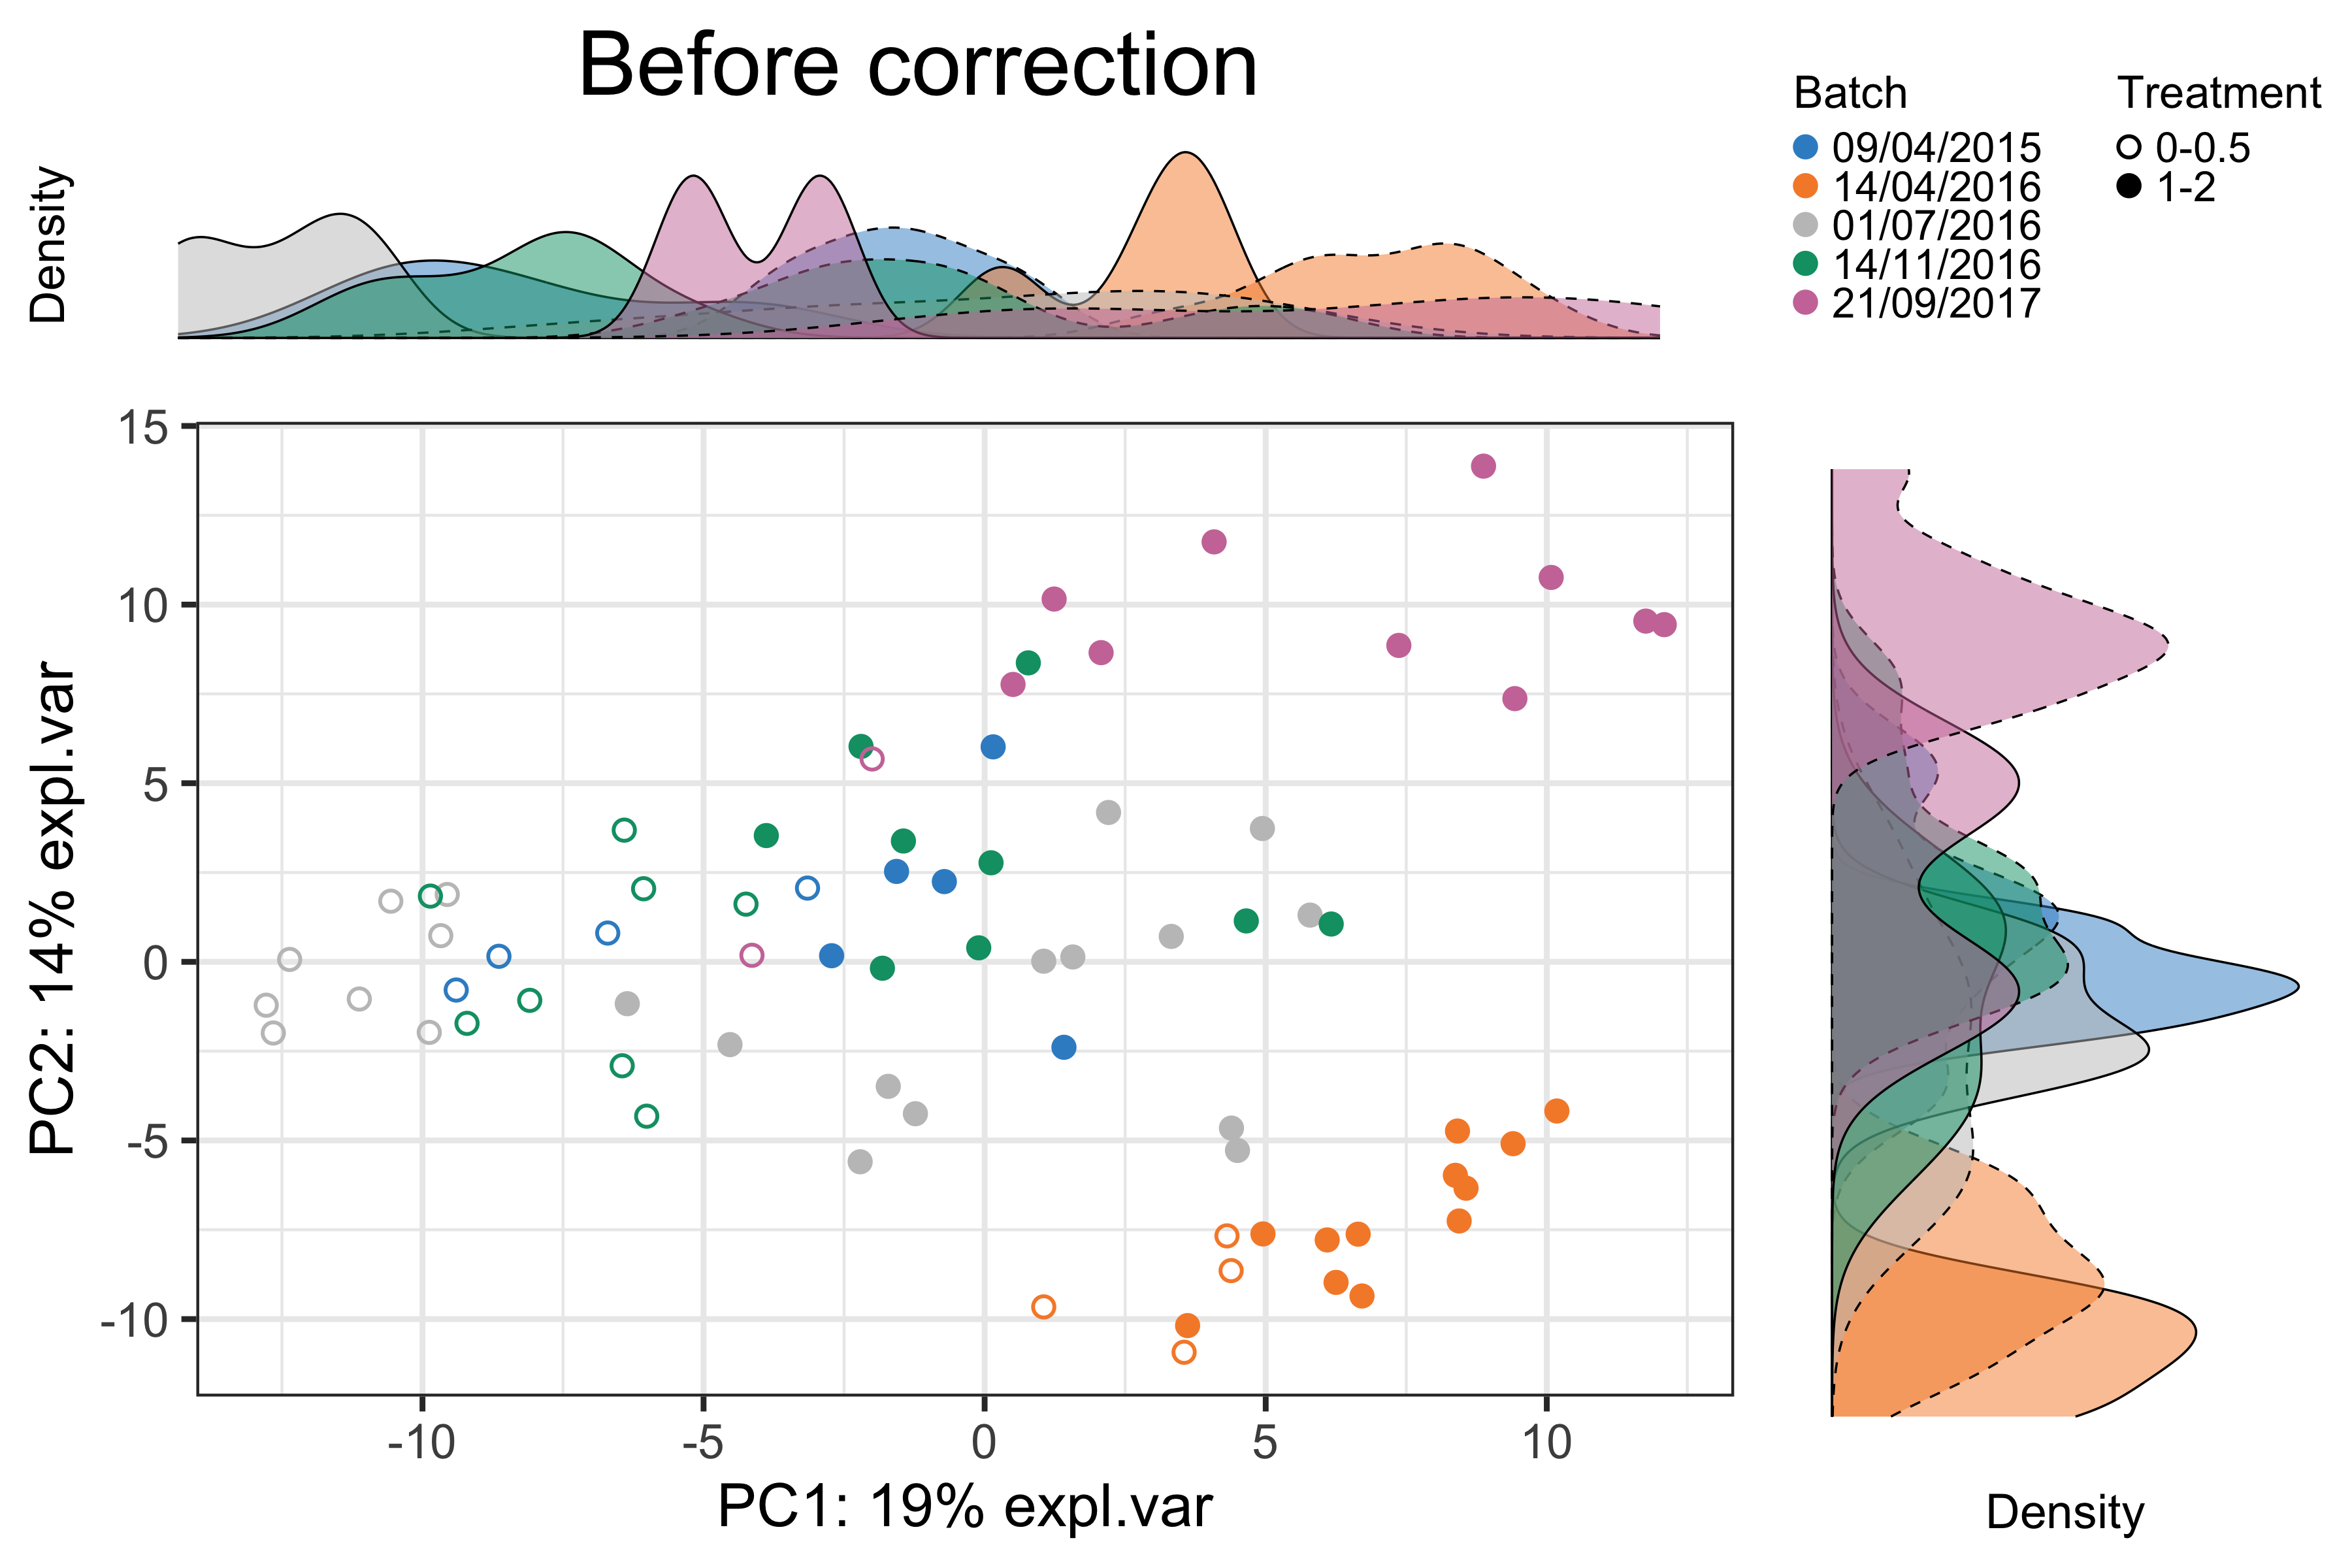 Before correction
Batch
09/04/2015
14/04/2016
01/07/2016
14/11/2016
21/09/2017
Treatment
0-0.5
1-2
Density
15
10
5
0
-5
-10
PC2: 14% expl.var
-10
-5
0
5
10
PC1: 19% expl.var
Density